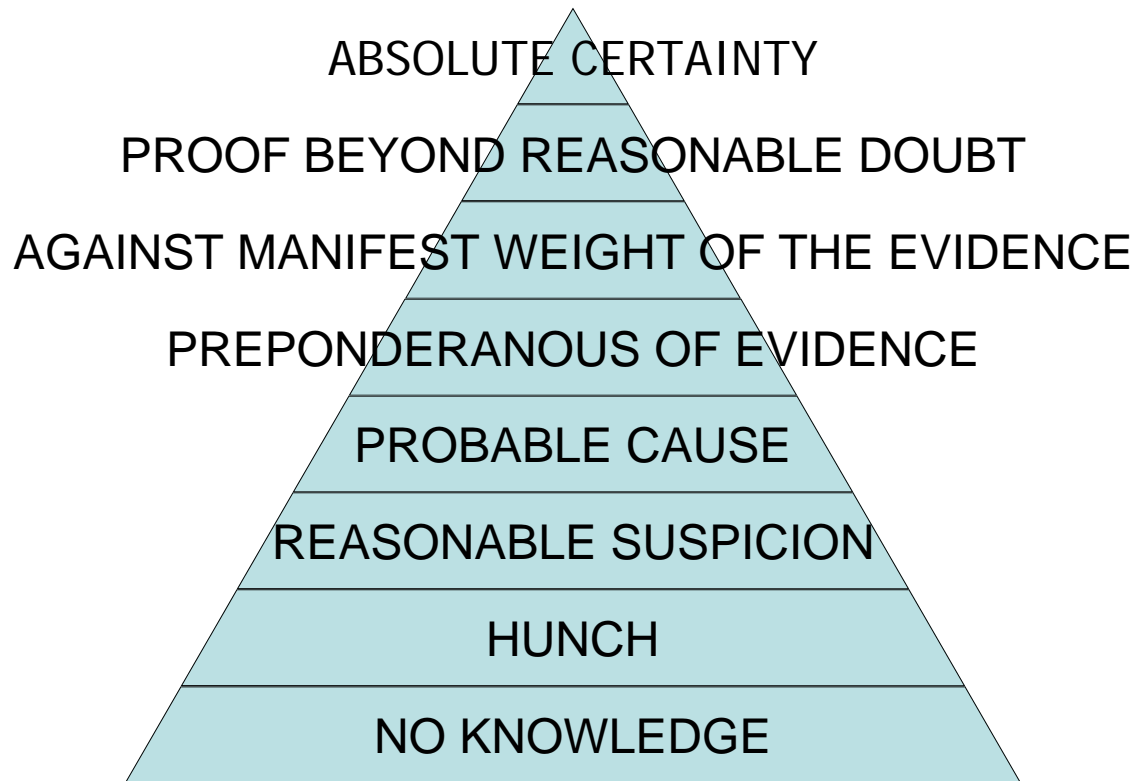 ABSOLUTE CERTAINTY
PROOF BEYOND REASONABLE DOUBT
AGAINST MANIFEST WEIGHT OF THE EVIDENCE
PREPONDERANOUS OF EVIDENCE
PROBABLE CAUSE
REASONABLE SUSPICION
HUNCH
NO KNOWLEDGE